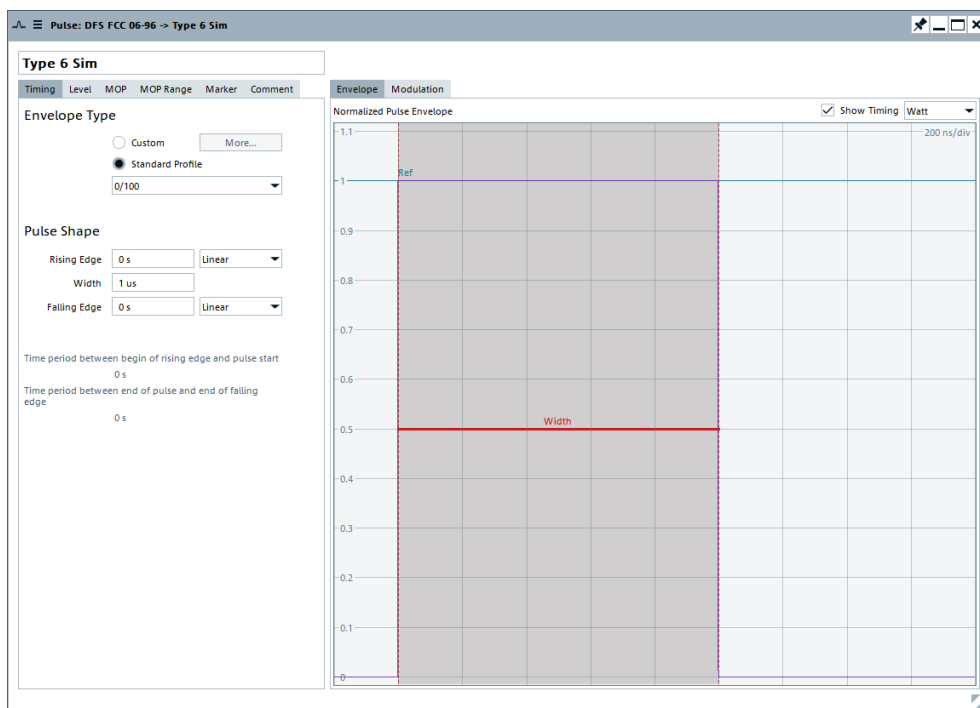 Pulse: DFS FCC 06-96 -> Type 6 Sim
Type 6 Sim
Timing Level MOP MOP Range Marker Comment
Envelope Type
Custom More...
Standard Profile
0/100
Pulse Shape
Rising Edge 0 s Linear
Width 1 us
Falling Edge 0 s Linear
Time period between begin of rising edge and pulse start
0 s
Time period between end of pulse and end of falling
edge
0 s
Envelope Modulation
Normalized Pulse Envelope Show Timing Watt
1.1 200 ns/div
Ref
1
0.9
0.8
0.7
0.6
Width
0.5
0.4
0.3
0.2
0.1
0